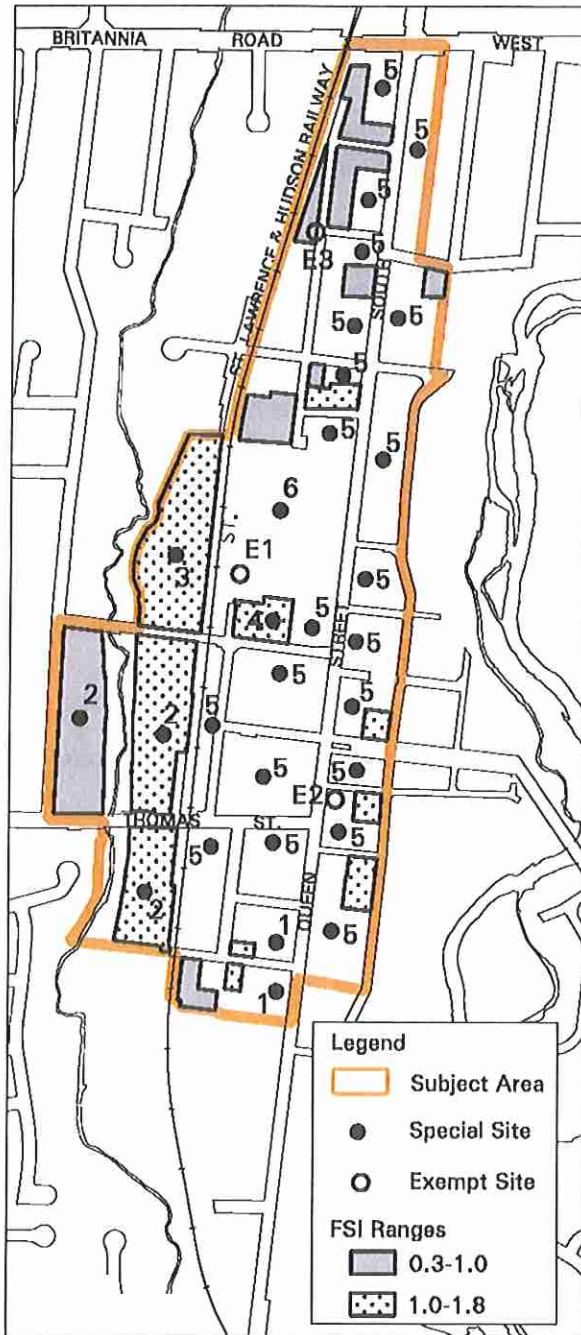 BRITANNIA ROAD WEST
5
5
ST. LAWRENCE & HUDSON RAILWAY
5
E3
5
SOUTH
5
5
5
5
5
6
ST.
E1
3
5
4
5
STREET
5
5
2
2
5
5
5
5
E2
THOMAS ST.
5
5
5
2
QUEEN
5
1
1
Legend
Subject Area
Special Site
Exempt Site
FSI Ranges
0.3-1.0
1.0-1.8